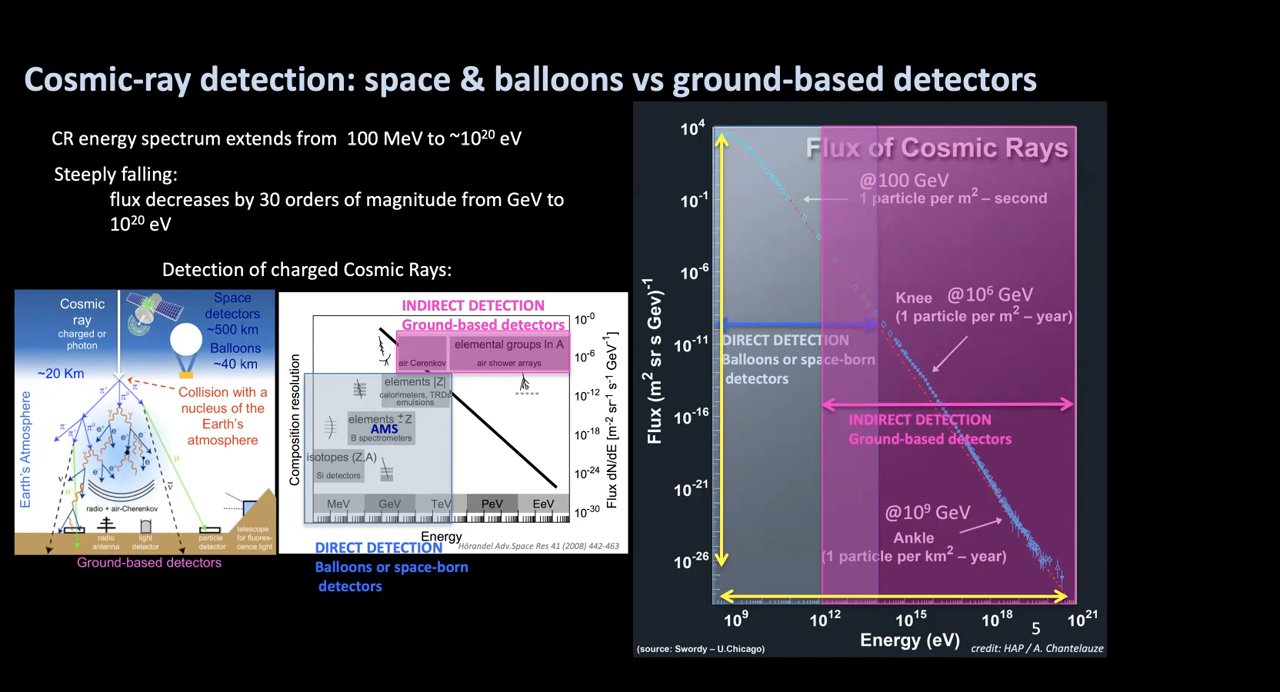 Cosmic-ray detection: space & balloons vs ground-based detectors
CR energy spectrum extends from 100 MeV to ~10²⁰ eV
Steeply falling:
flux decreases by 30 orders of magnitude from GeV to
10²⁰ eV
Detection of charged Cosmic Rays:
Cosmic
ray
charged or
photon
Space
detectors
~500 km
Balloons
~40 km
~20 Km
Collision with a
nucleus of the
Earth's
atmosphere
Earth's Atmosphere
radio + air-Cherenkov
radio
antenna
light
detector
particle
detector
telescope
for fluores-
cence light
Ground-based detectors
INDIRECT DETECTION
Ground-based detectors
air Cerenkov
elemental groups ln A
air shower arrays
elements |Z|
calorimeters, TRDs
emulsions
elements ±Z
AMS
B spectrometers
isotopes (Z,A)
Si detectors
Composition resolution
MeV GeV TeV PeV EeV
Energy
10⁻⁰
10⁻⁶
10⁻¹²
10⁻¹⁸
10⁻²⁴
10⁻³⁰
Flux dN/dE [m⁻² sr⁻¹ s⁻¹ GeV⁻¹]
Hörandel Adv.Space Res 41 (2008) 442-463
DIRECT DETECTION
Balloons or space-born
detectors
Flux of Cosmic Rays
@100 GeV
1 particle per m² – second
Knee @10⁶ GeV
(1 particle per m² – year)
DIRECT DETECTION
Balloons or space-born
detectors
INDIRECT DETECTION
Ground-based detectors
@10⁹ GeV
Ankle
(1 particle per km² – year)
10⁴
10⁻¹
10⁻⁶
10⁻¹¹
10⁻¹⁶
10⁻²¹
10⁻²⁶
Flux (m² sr s Gev)⁻¹
10⁹ 10¹² 10¹⁵ 10¹⁸ 10²¹
5
Energy (eV)
(source: Swordy – U.Chicago)
credit: HAP / A. Chantelauze